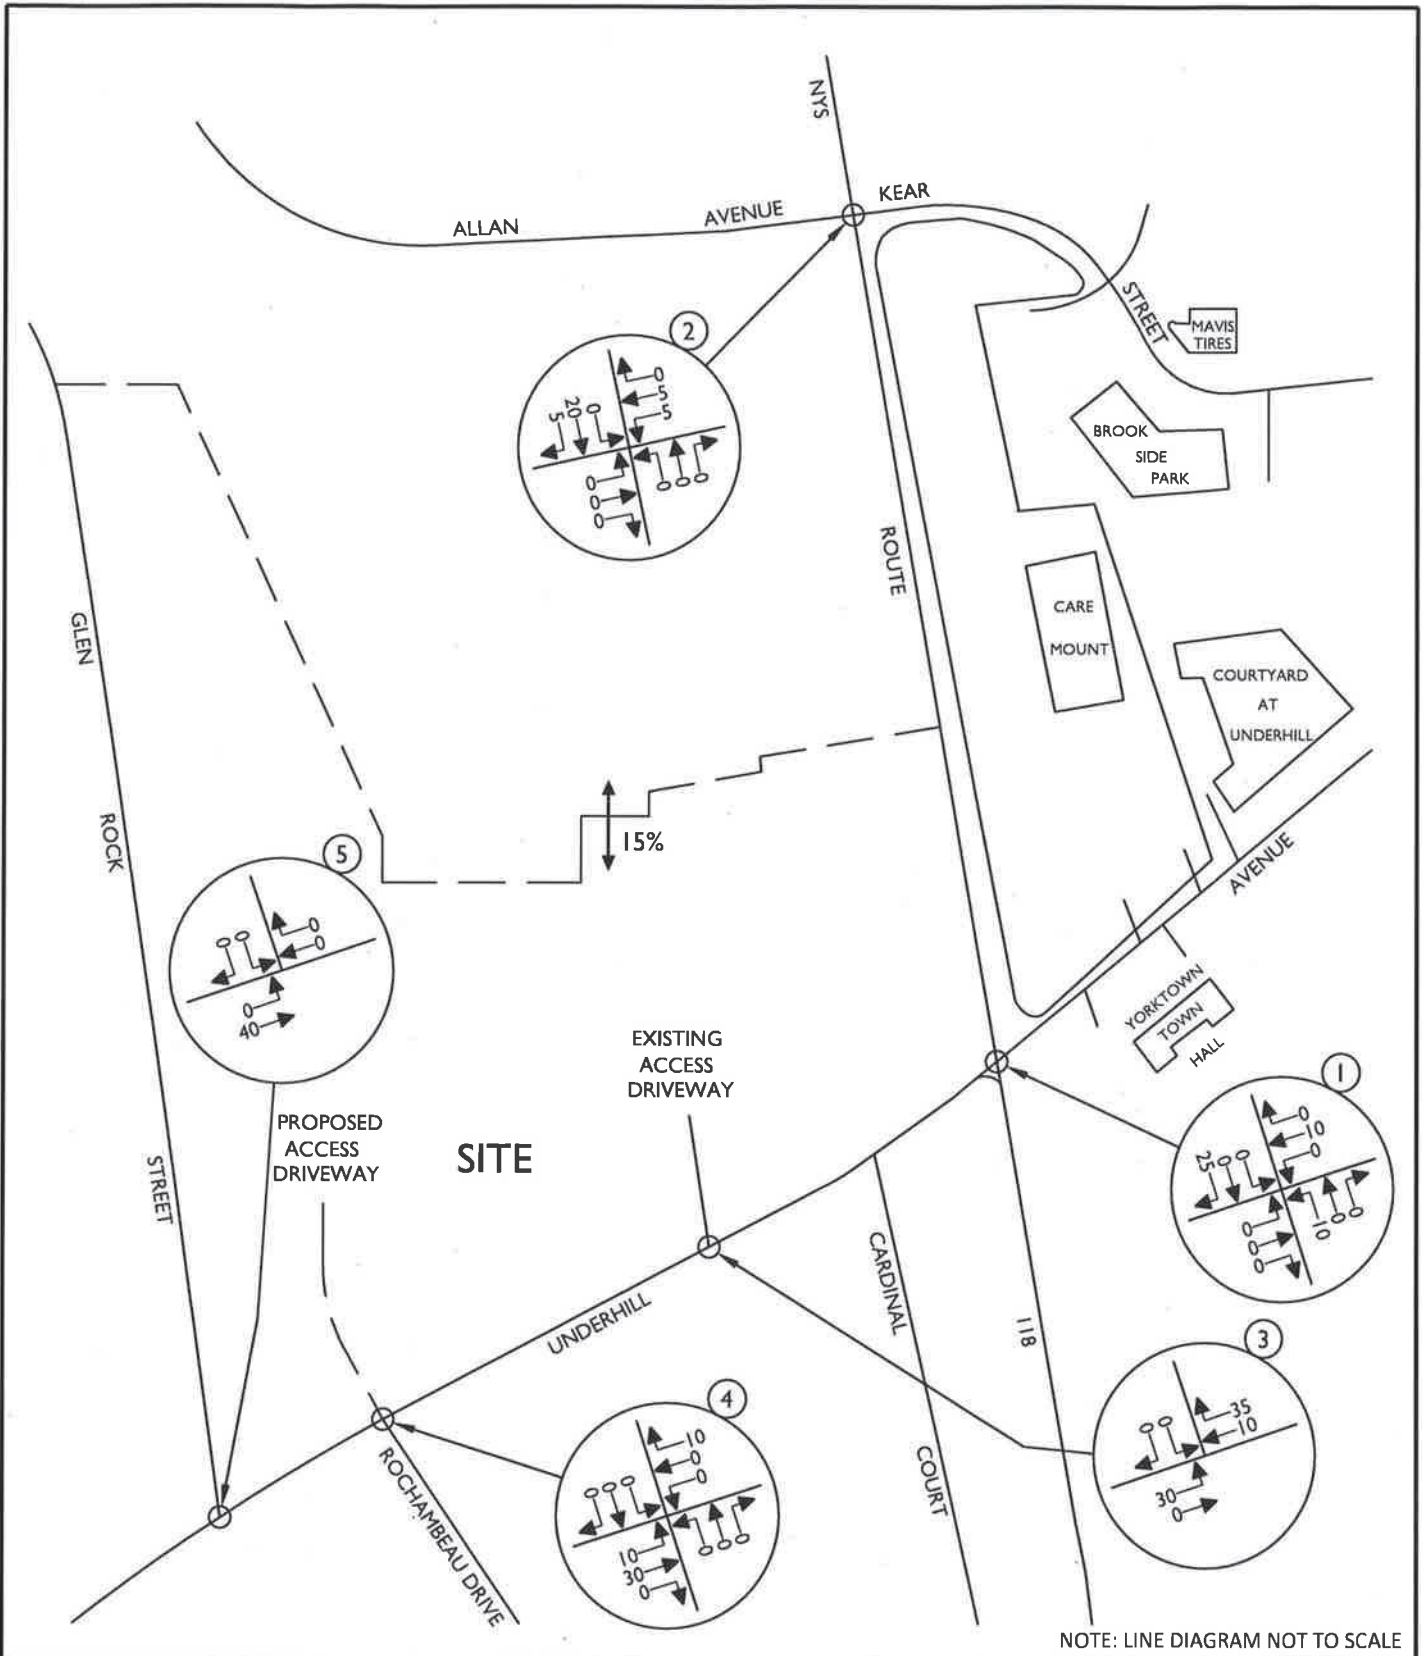 NYS
KEAR
ALLAN
AVENUE
STREET
MAVIS
TIRES
2
0
5
5
5
20
0
0
0
0
0
0
0
BROOK
SIDE
PARK
ROUTE
CARE
MOUNT
GLEN
COURTYARD
AT
UNDERHILL
15%
ROCK
AVENUE
5
0
0
0
0
0
40
YORKTOWN
TOWN
HALL
EXISTING
ACCESS
DRIVEWAY
1
0
10
0
25
0
0
0
0
0
10
0
0
PROPOSED
ACCESS
DRIVEWAY
SITE
STREET
CARDINAL
UNDERHILL
118
3
35
10
0
0
30
0
4
10
0
0
0
0
0
10
30
0
0
0
0
ROCHAMBEAU DRIVE
COURT
NOTE: LINE DIAGRAM NOT TO SCALE